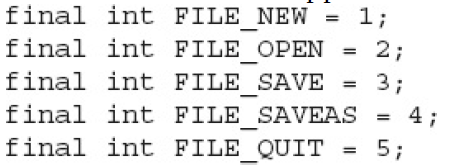 final int FILE_NEW = 1;
final int FILE_OPEN = 2;
final int FILE_SAVE = 3;
final int FILE_SAVEAS = 4;
final int FILE_QUIT = 5;